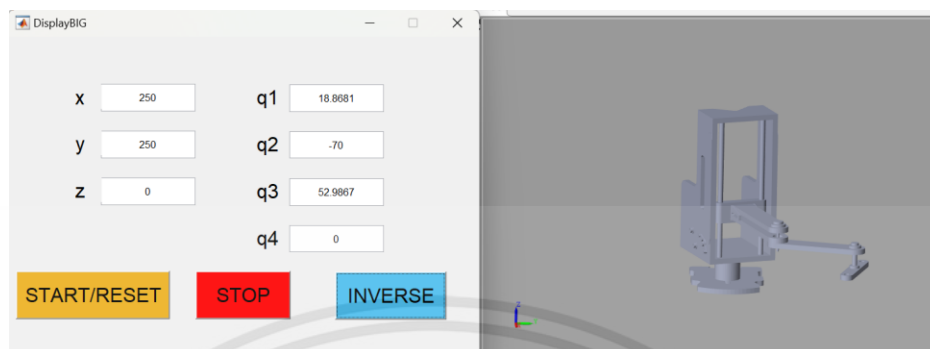 DisplayBIG
x 250 q1 18.8681
y 250 q2 -70
z 0 q3 52.9867
q4 0
START/RESET STOP INVERSE